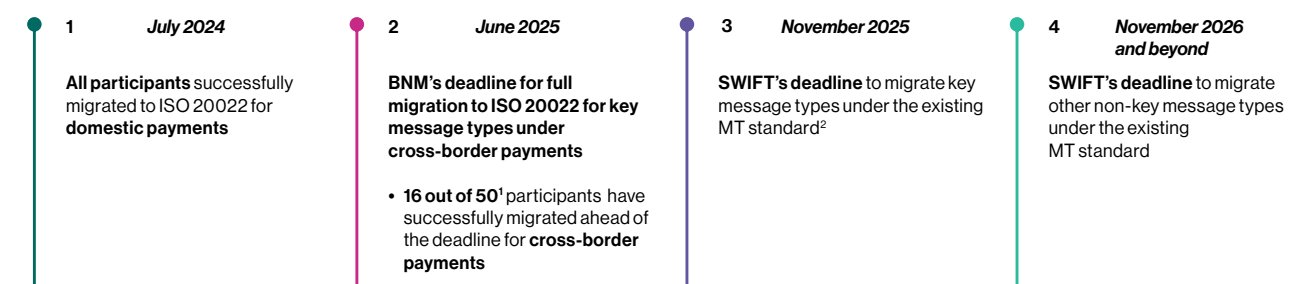 1 July 2024
All participants successfully
migrated to ISO 20022 for
domestic payments
2 June 2025
BNM’s deadline for full
migration to ISO 20022 for key
message types under
cross-border payments
• 16 out of 50¹ participants have
successfully migrated ahead of
the deadline for cross-border
payments
3 November 2025
SWIFT’s deadline to migrate key
message types under the existing
MT standard²
4 November 2026
and beyond
SWIFT’s deadline to migrate
other non-key message types
under the existing
MT standard